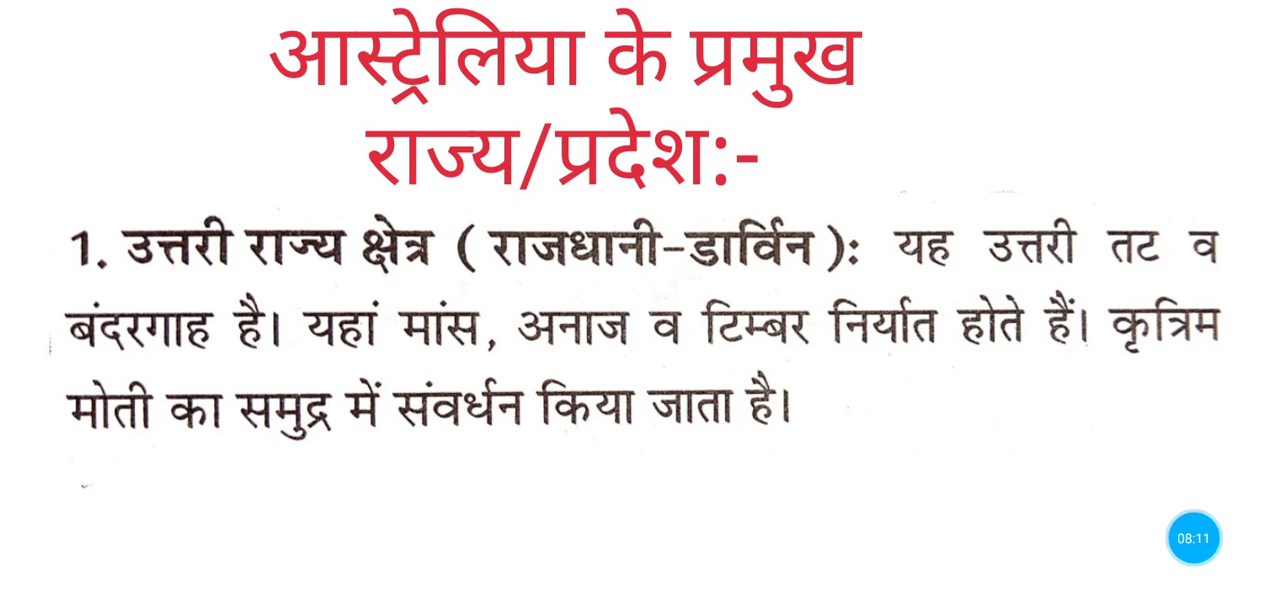 आस्ट्रेलिया के प्रमुख
राज्य/प्रदेश:-
1. उत्तरी राज्य क्षेत्र ( राजधानी-डार्विन ): यह उत्तरी तट व
बंदरगाह है। यहां मांस, अनाज व टिम्बर निर्यात होते हैं। कृत्रिम
मोती का समुद्र में संवर्धन किया जाता है।
08:11